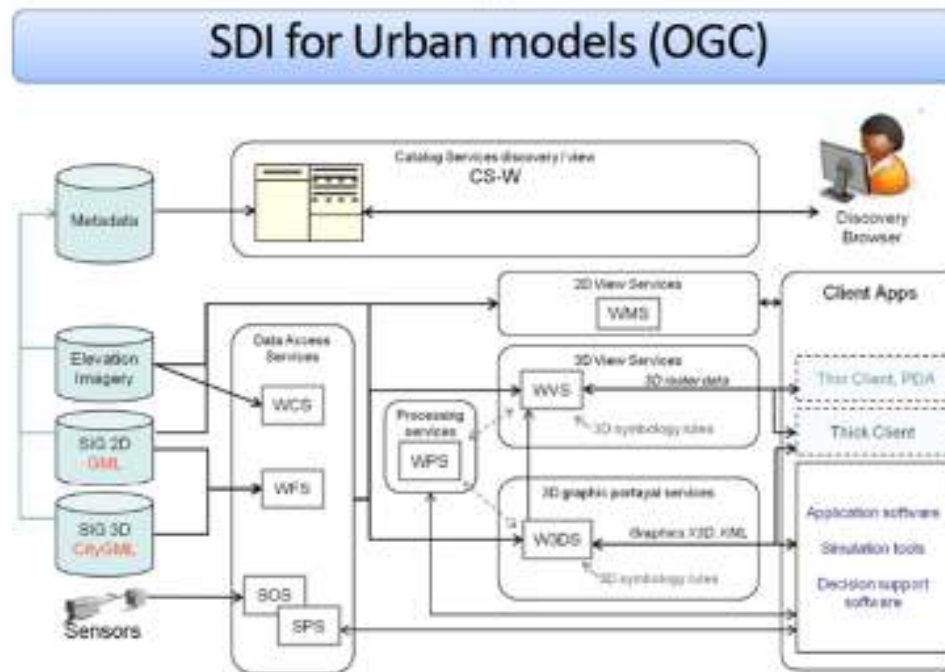 SDI for Urban models (OGC)
Catalog Services discovery / view
CS-W
Metadata
Discovery
Browser
2D View Services
WMS
Client Apps
Data Access
Services
Elevation
Imagery
WCS
3D View Services
WVS
3D raster data
3D symbology rules
Thin Client, PDA
Thick Client
Processing
services
WPS
SIG 2D
GML
WFS
SIG 3D
CityGML
3D graphic portayal services
W3DS
Graphics X3D, KML
3D symbology rules
Application software
Simulation tools
Decision support
software
SOS
SPS
Sensors